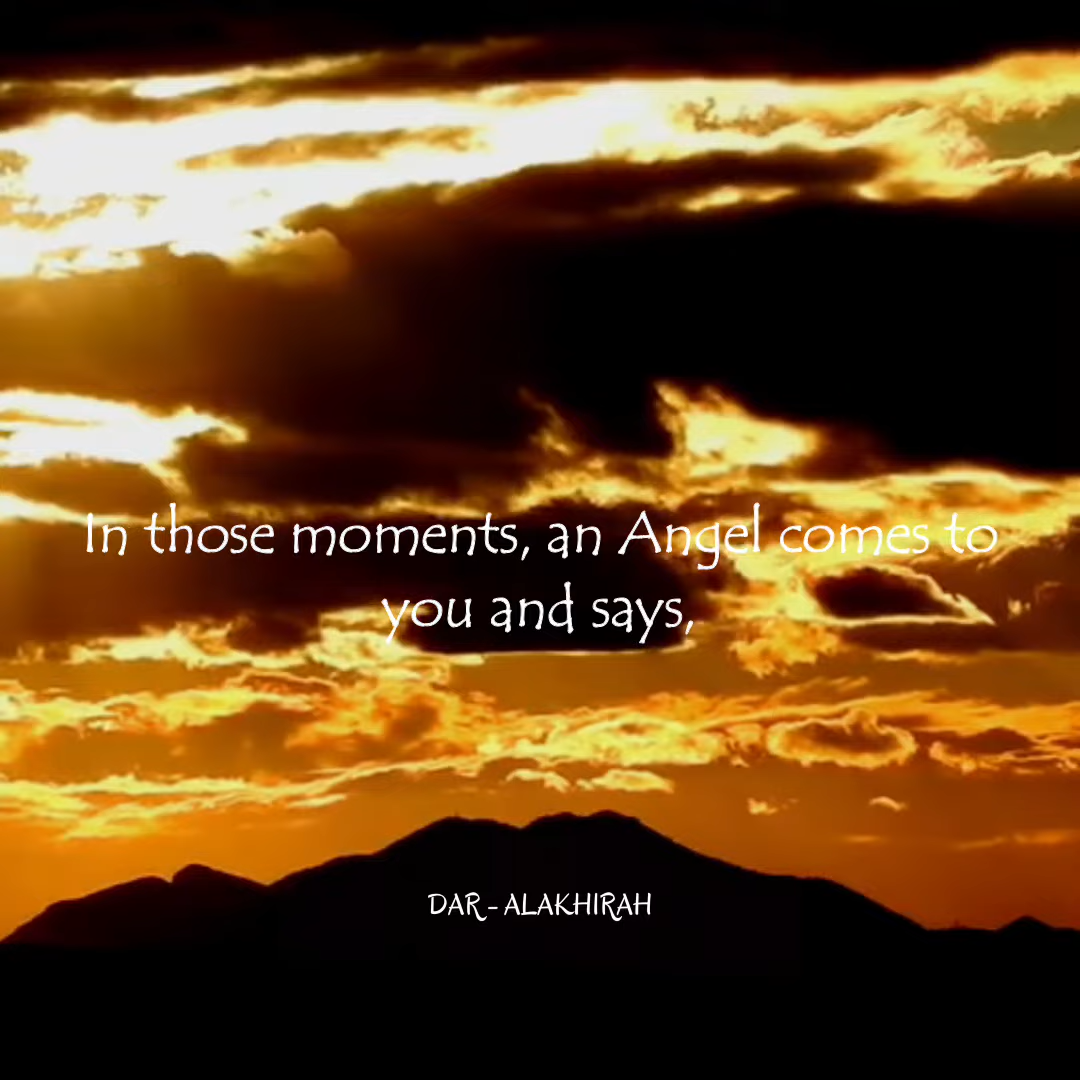 In those moments, an Angel comes to
you and says,
DAR - ALAKHIRAH